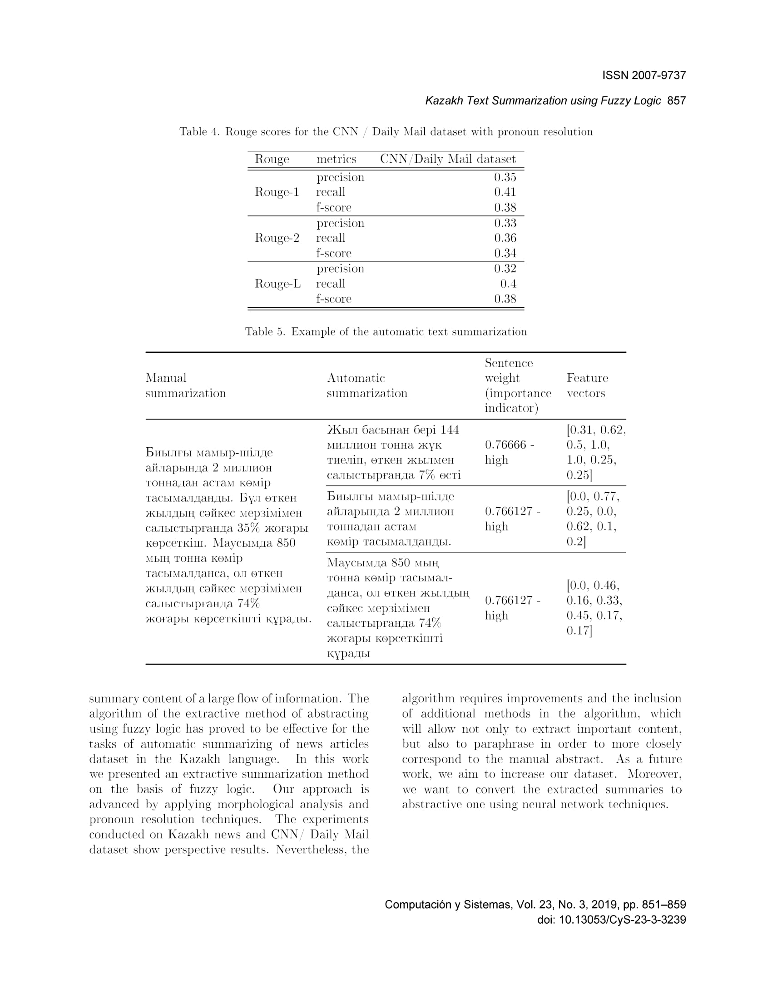 ISSN 2007-9737
Kazakh Text Summarization using Fuzzy Logic 857
Table 4. Rouge scores for the CNN / Daily Mail dataset with pronoun resolution
Rouge metrics CNN/Daily Mail dataset
precision 0.35
Rouge-1 recall 0.41
f-score 0.38
precision 0.33
Rouge-2 recall 0.36
f-score 0.34
precision 0.32
Rouge-L recall 0.4
f-score 0.38
Table 5. Example of the automatic text summarization
Manual
summarization
Automatic
summarization
Sentence
weight
(importance
indicator)
Feature
vectors
Биылғы мамыр-шілде
айларында 2 миллион
тоннадан астам көмір
тасымалданды. Бұл өткен
жылдың сәйкес мерзімімен
салыстырғанда 35% жоғары
көрсеткіш. Маусымда 850
мың тонна көмір
тасымалданса, ол өткен
жылдың сәйкес мерзімімен
салыстырғанда 74%
жоғары көрсеткішті құрады.
Жыл басынан бері 144
миллион тонна жүк
тиеліп, өткен жылмен
салыстырғанда 7% өсті
0.76666 -
high
[0.31, 0.62,
0.5, 1.0,
1.0, 0.25,
0.25]
Биылғы мамыр-шілде
айларында 2 миллион
тоннадан астам
көмір тасымалданды.
0.766127 -
high
[0.0, 0.77,
0.25, 0.0,
0.62, 0.1,
0.2]
Маусымда 850 мың
тонна көмір тасымал-
данса, ол өткен жылдың
сәйкес мерзімімен
салыстырғанда 74%
жоғары көрсеткішті
құрады
0.766127 -
high
[0.0, 0.46,
0.16, 0.33,
0.45, 0.17,
0.17]
summary content of a large flow of information. The
algorithm of the extractive method of abstracting
using fuzzy logic has proved to be effective for the
tasks of automatic summarizing of news articles
dataset in the Kazakh language. In this work
we presented an extractive summarization method
on the basis of fuzzy logic. Our approach is
advanced by applying morphological analysis and
pronoun resolution techniques. The experiments
conducted on Kazakh news and CNN/ Daily Mail
dataset show perspective results. Nevertheless, the
algorithm requires improvements and the inclusion
of additional methods in the algorithm, which
will allow not only to extract important content,
but also to paraphrase in order to more closely
correspond to the manual abstract. As a future
work, we aim to increase our dataset. Moreover,
we want to convert the extracted summaries to
abstractive one using neural network techniques.
Computación y Sistemas, Vol. 23, No. 3, 2019, pp. 851–859
doi: 10.13053/CyS-23-3-3239